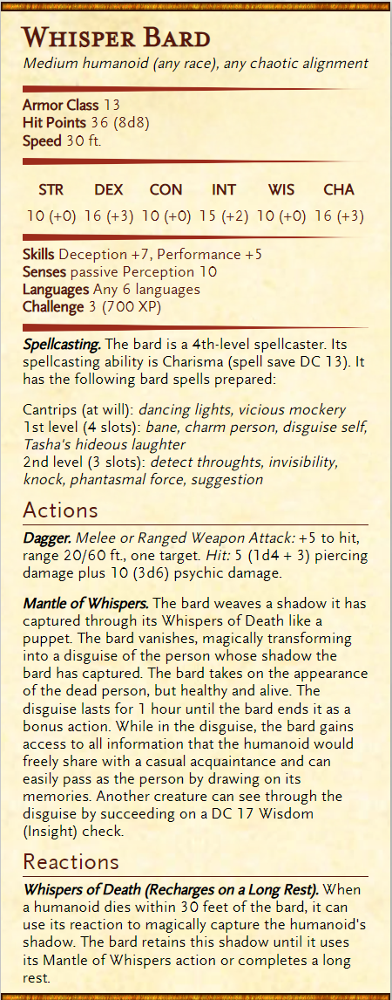 Whisper Bard
Medium humanoid (any race), any chaotic alignment
Armor Class 13
Hit Points 36 (8d8)
Speed 30 ft.
STR DEX CON INT WIS CHA
10 (+0) 16 (+3) 10 (+0) 15 (+2) 10 (+0) 16 (+3)
Skills Deception +7, Performance +5
Senses passive Perception 10
Languages Any 6 languages
Challenge 3 (700 XP)
Spellcasting. The bard is a 4th-level spellcaster. Its
spellcasting ability is Charisma (spell save DC 13). It
has the following bard spells prepared:
Cantrips (at will): dancing lights, vicious mockery
1st level (4 slots): bane, charm person, disguise self,
Tasha's hideous laughter
2nd level (3 slots): detect throughts, invisibility,
knock, phantasmal force, suggestion
Actions
Dagger. Melee or Ranged Weapon Attack: +5 to hit,
range 20/60 ft., one target. Hit: 5 (1d4 + 3) piercing
damage plus 10 (3d6) psychic damage.
Mantle of Whispers. The bard weaves a shadow it has
captured through its Whispers of Death like a
puppet. The bard vanishes, magically transforming
into a disguise of the person whose shadow the
bard has captured. The bard takes on the appearance
of the dead person, but healthy and alive. The
disguise lasts for 1 hour until the bard ends it as a
bonus action. While in the disguise, the bard gains
access to all information that the humanoid would
freely share with a casual acquaintance and can
easily pass as the person by drawing on its
memories. Another creature can see through the
disguise by succeeding on a DC 17 Wisdom
(Insight) check.
Reactions
Whispers of Death (Recharges on a Long Rest). When
a humanoid dies within 30 feet of the bard, it can
use its reaction to magically capture the humanoid's
shadow. The bard retains this shadow until it uses
its Mantle of Whispers action or completes a long
rest.